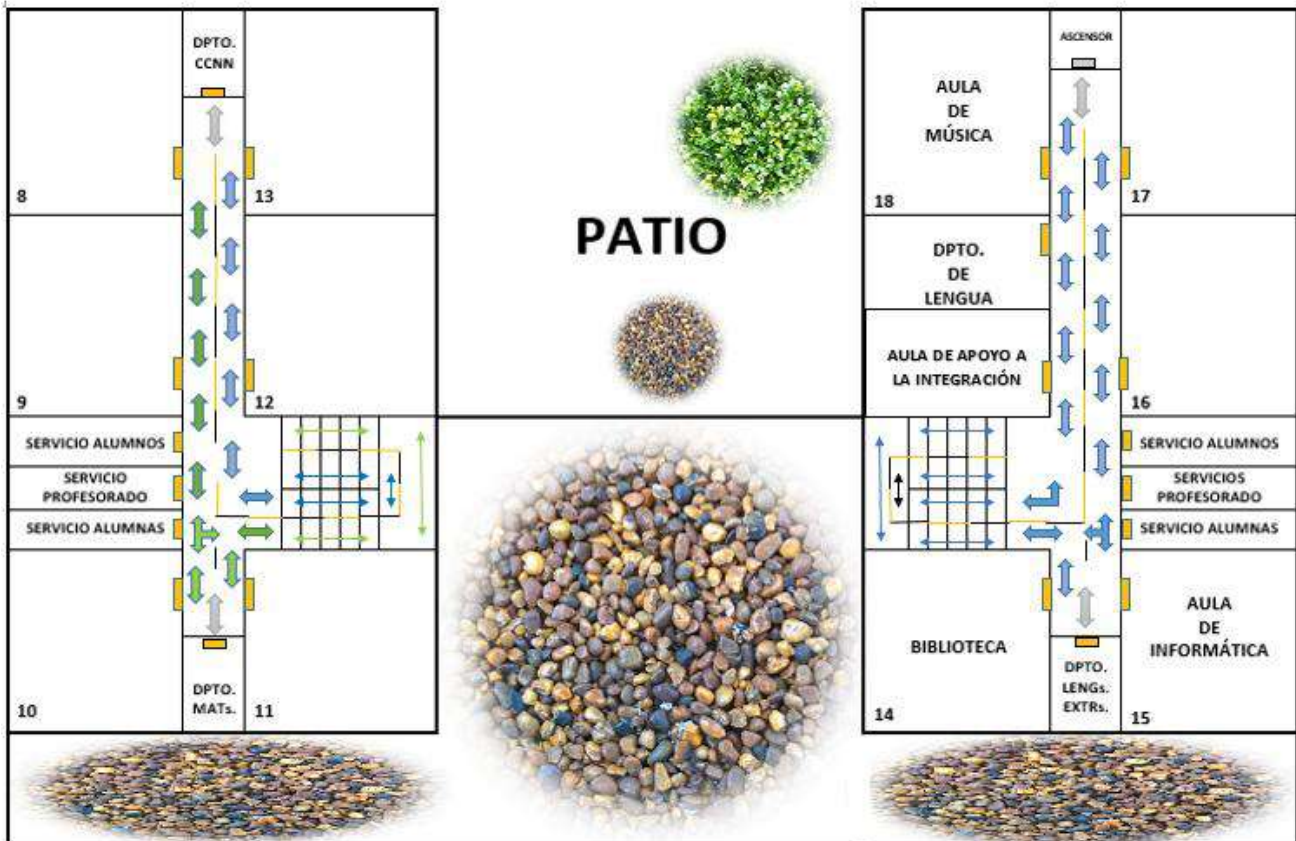 DPTO.
CCNN
8
13
9
12
SERVICIO ALUMNOS
SERVICIO
PROFESORADO
SERVICIO ALUMNAS
DPTO.
MATs.
10
11
PATIO
ASCENSOR
AULA
DE
MÚSICA
18
17
DPTO.
DE
LENGUA
AULA DE APOYO A
LA INTEGRACIÓN
16
SERVICIO ALUMNOS
SERVICIOS
PROFESORADO
SERVICIO ALUMNAS
BIBLIOTECA
14
DPTO.
LENGs.
EXTRs.
AULA
DE
INFORMÁTICA
15